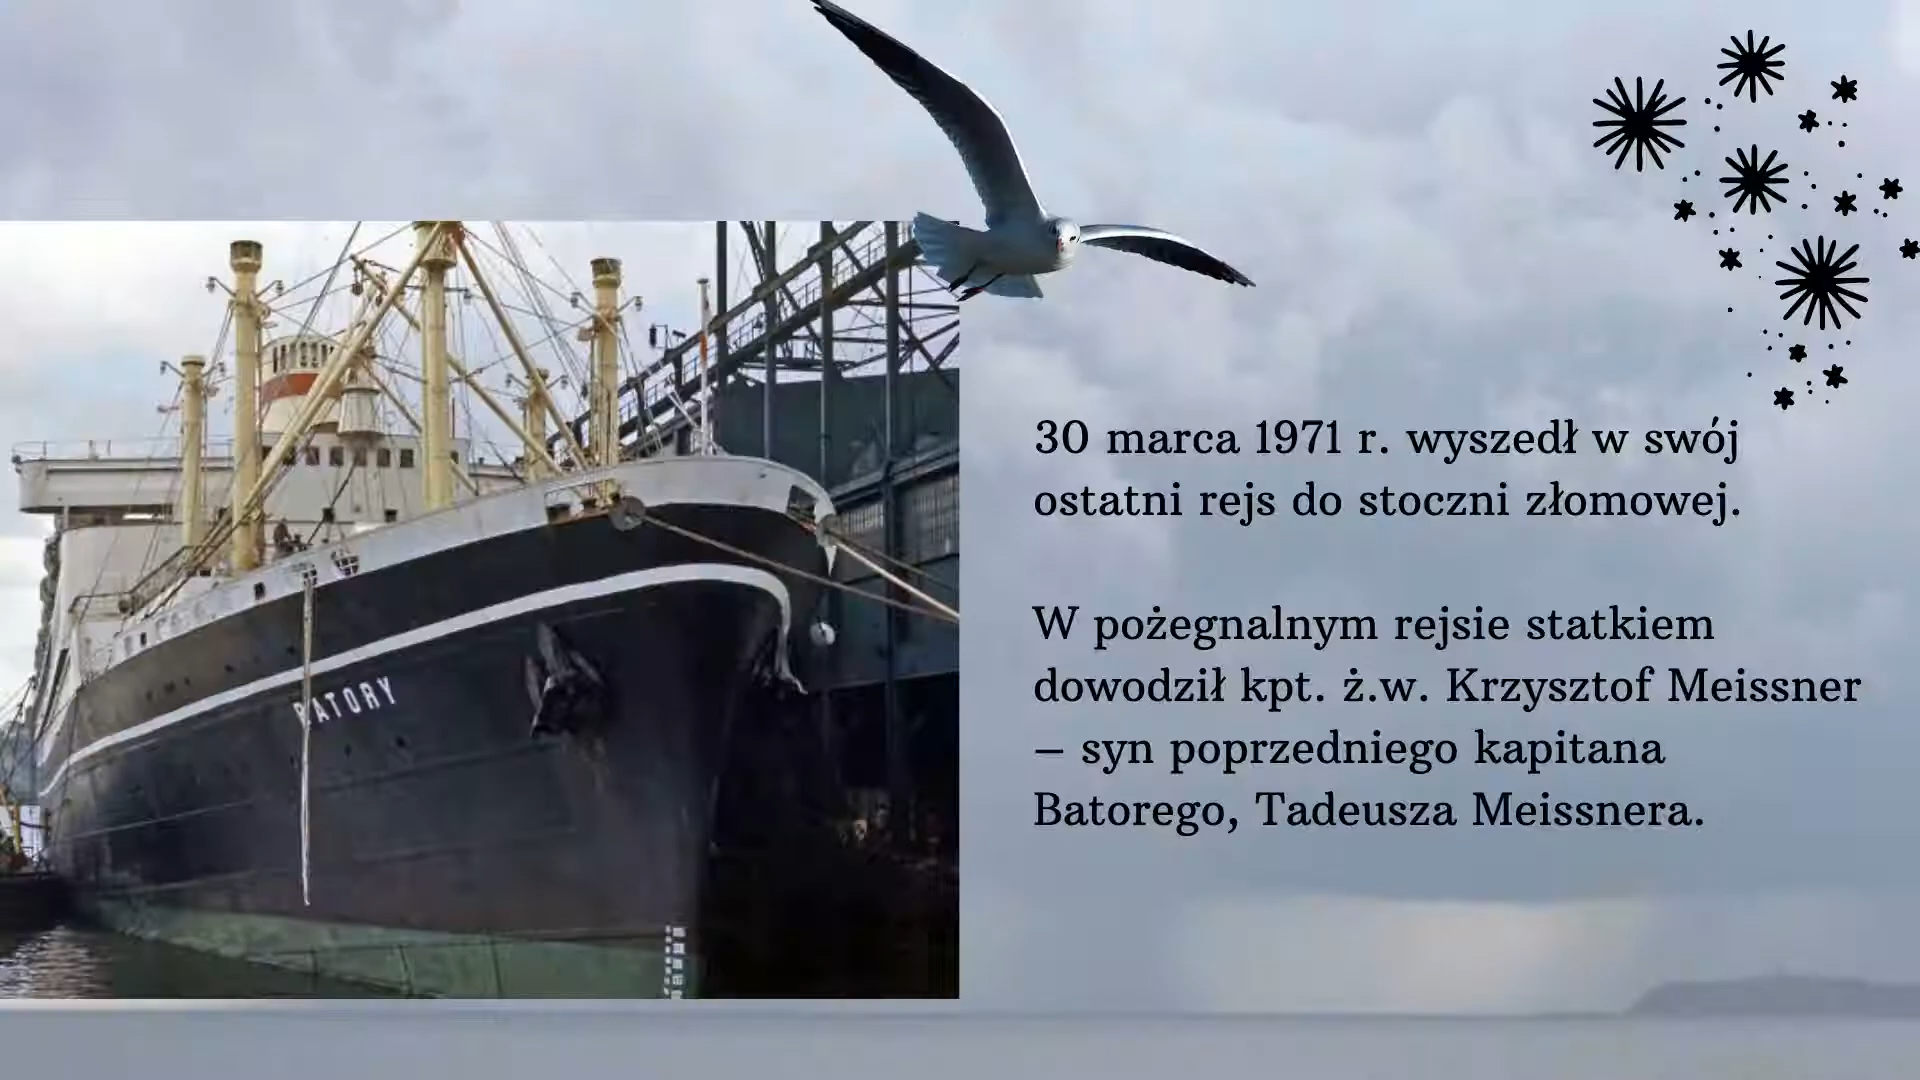 BATORY
30 marca 1971 r. wyszedł w swój
ostatni rejs do stoczni złomowej.
W pożegnalnym rejsie statkiem
dowodził kpt. ż.w. Krzysztof Meissner
– syn poprzedniego kapitana
Batorego, Tadeusza Meissnera.